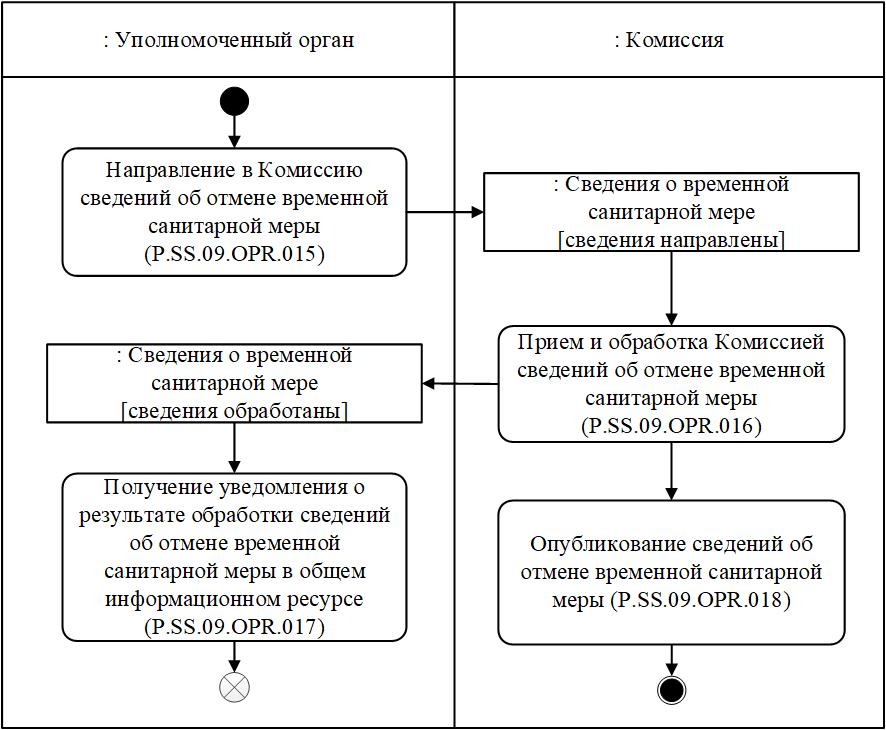 : Уполномоченный орган
: Комиссия
Направление в Комиссию
сведений об отмене временной
санитарной меры
(P.SS.09.OPR.015)
: Сведения о временной
санитарной мере
[сведения направлены]
Прием и обработка Комиссией
сведений об отмене временной
санитарной меры
(P.SS.09.OPR.016)
: Сведения о временной
санитарной мере
[сведения обработаны]
Получение уведомления о
результате обработки сведений
об отмене временной
санитарной меры в общем
информационном ресурсе
(P.SS.09.OPR.017)
Опубликование сведений об
отмене временной санитарной
меры (P.SS.09.OPR.018)